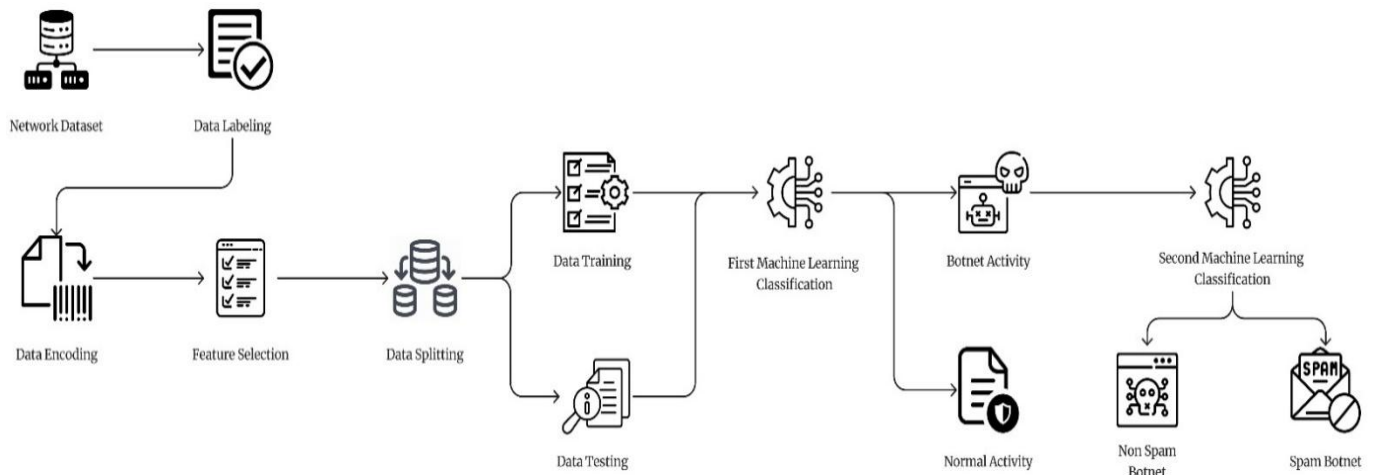 Network Dataset
Data Labeling
Data Encoding
Feature Selection
Data Splitting
Data Training
Data Testing
First Machine Learning
Classification
Botnet Activity
Normal Activity
Second Machine Learning
Classification
Non Spam
Botnet
SPAM
Spam Botnet